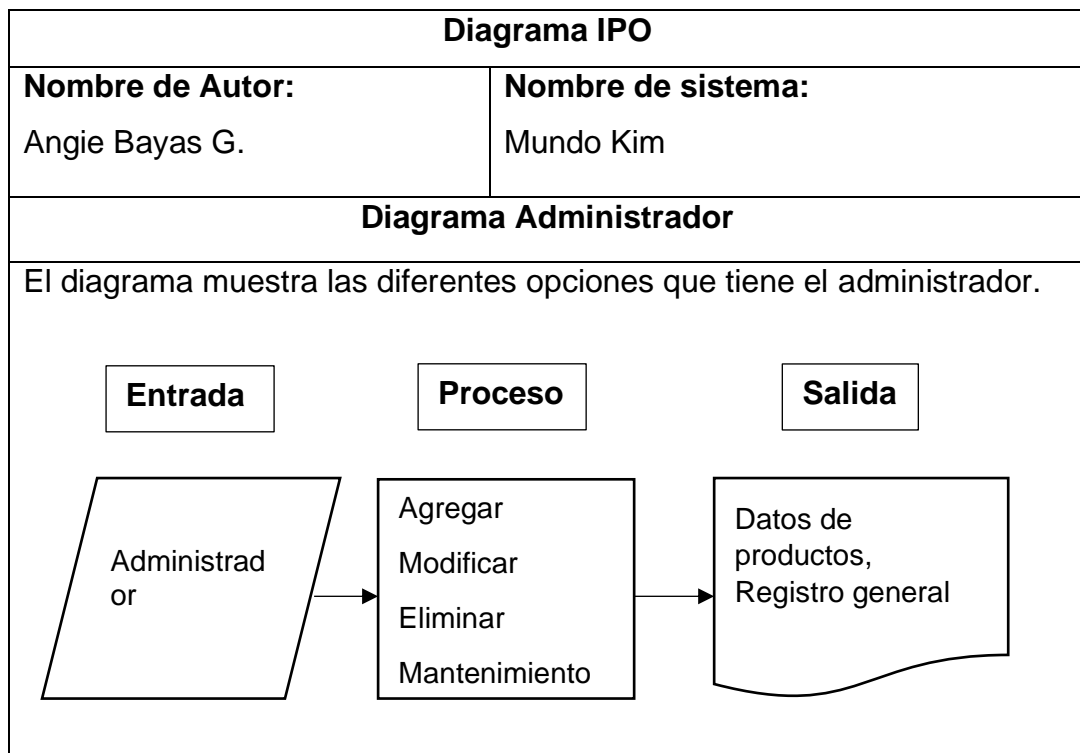 Diagrama IPO
Nombre de Autor:
Angie Bayas G.
Nombre de sistema:
Mundo Kim
Diagrama Administrador
El diagrama muestra las diferentes opciones que tiene el administrador.
Entrada
Proceso
Salida
Administrad
or
Agregar
Modificar
Eliminar
Mantenimiento
Datos de
productos,
Registro general